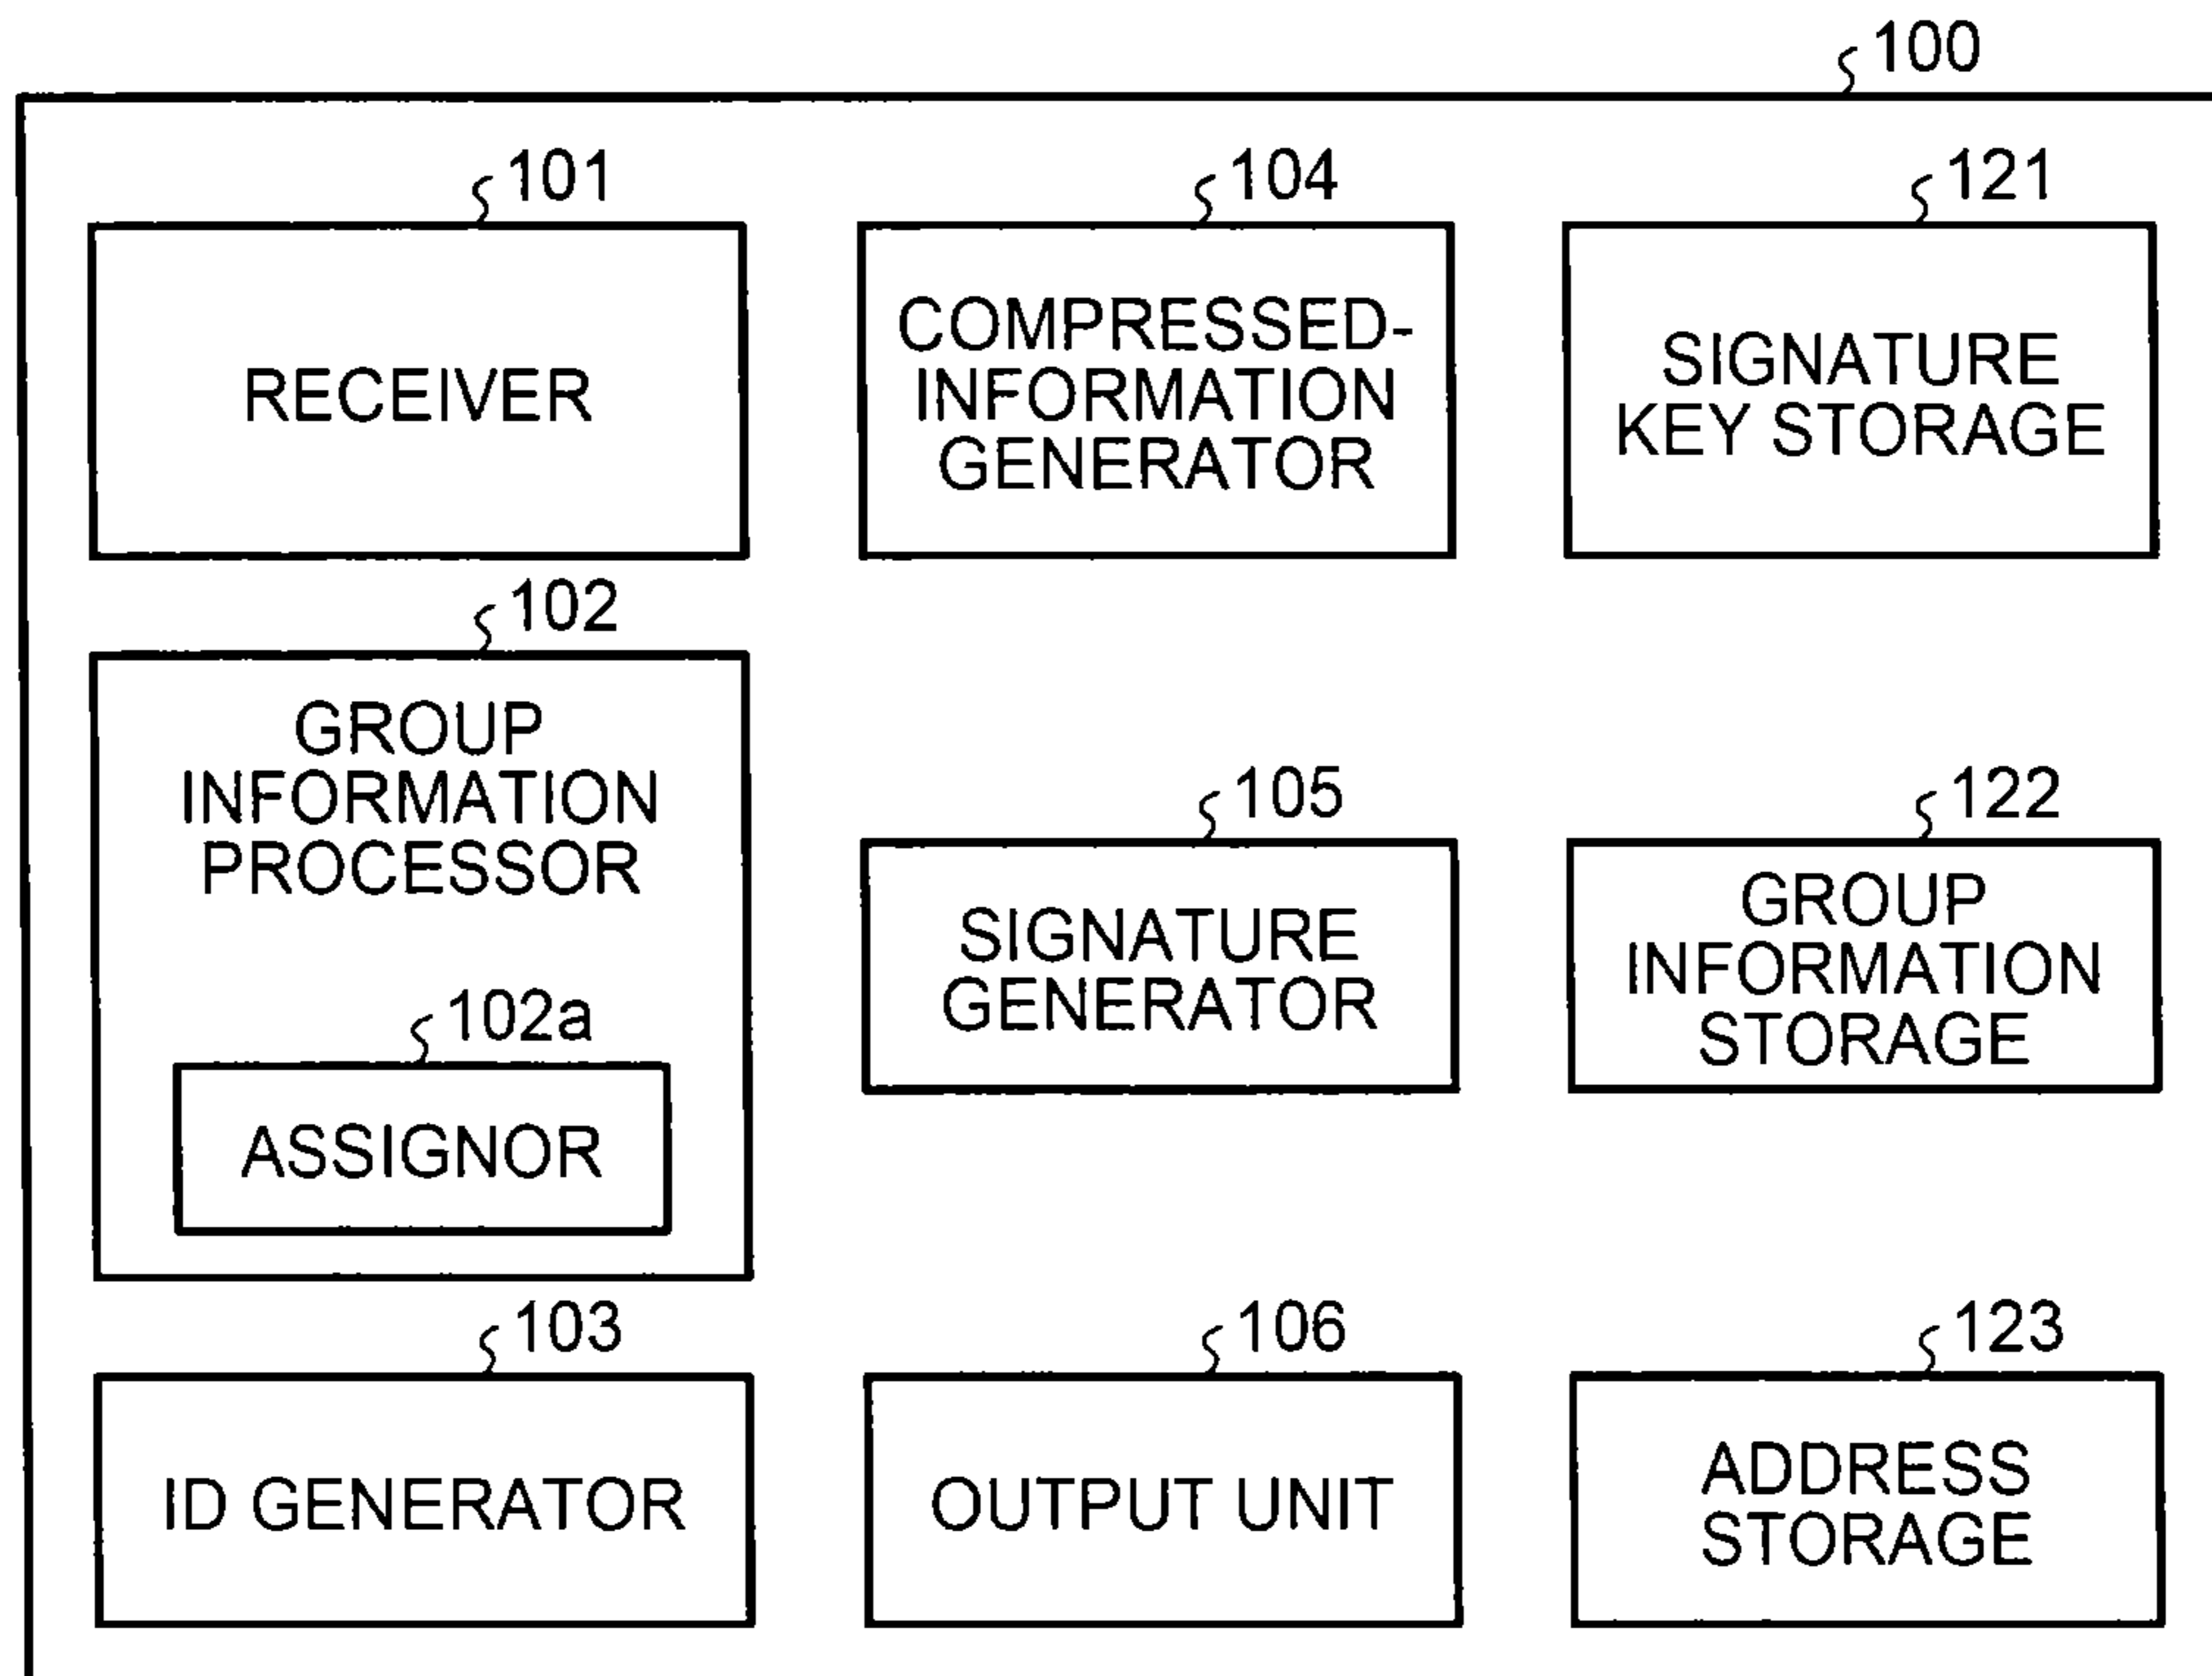 100
101
RECEIVER
104
COMPRESSED-
INFORMATION
GENERATOR
121
SIGNATURE
KEY STORAGE
102
GROUP
INFORMATION
PROCESSOR
102a
ASSIGNOR
105
SIGNATURE
GENERATOR
122
GROUP
INFORMATION
STORAGE
103
ID GENERATOR
106
OUTPUT UNIT
123
ADDRESS
STORAGE